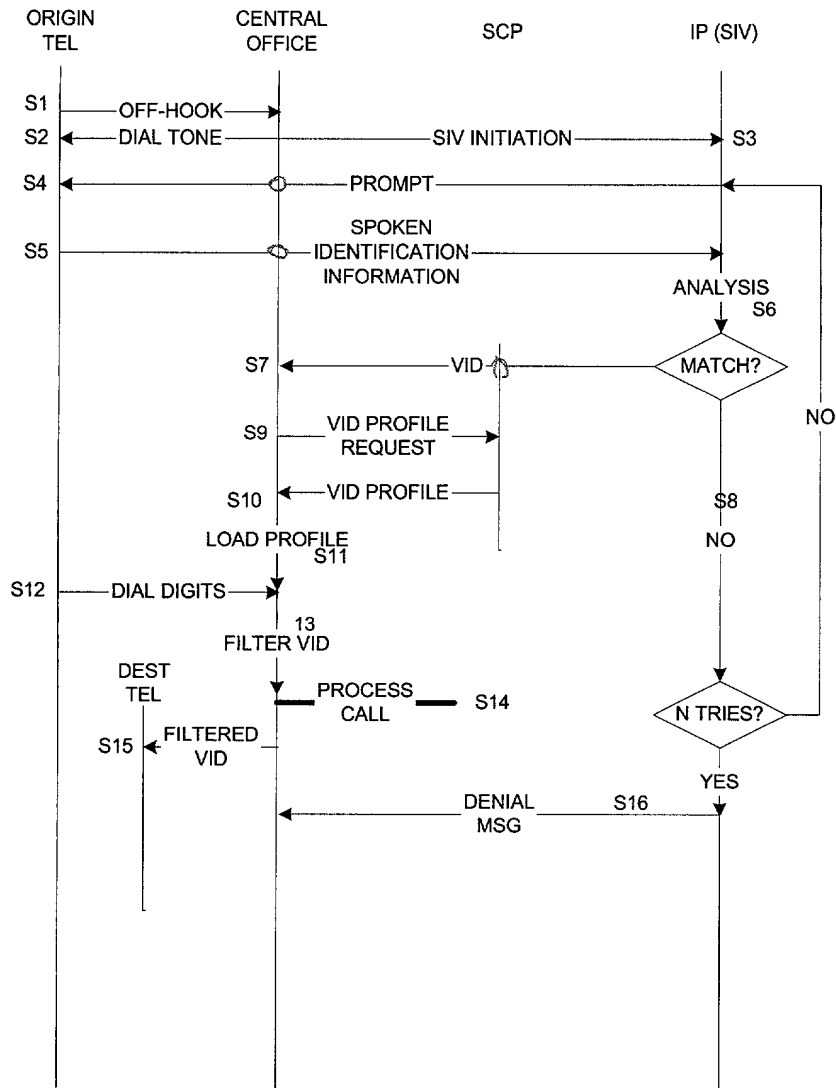 ORIGIN
TEL
CENTRAL
OFFICE
SCP
IP (SIV)
S1
OFF-HOOK
S2
DIAL TONE
SIV INITIATION
S3
S4
PROMPT
S5
SPOKEN
IDENTIFICATION
INFORMATION
ANALYSIS
S6
S7
VID
MATCH?
NO
S9
VID PROFILE
REQUEST
S10
VID PROFILE
S8
NO
LOAD PROFILE
S11
S12
DIAL DIGITS
13
FILTER VID
DEST
TEL
PROCESS
CALL
S14
N TRIES?
S15
FILTERED
VID
YES
DENIAL
MSG
S16